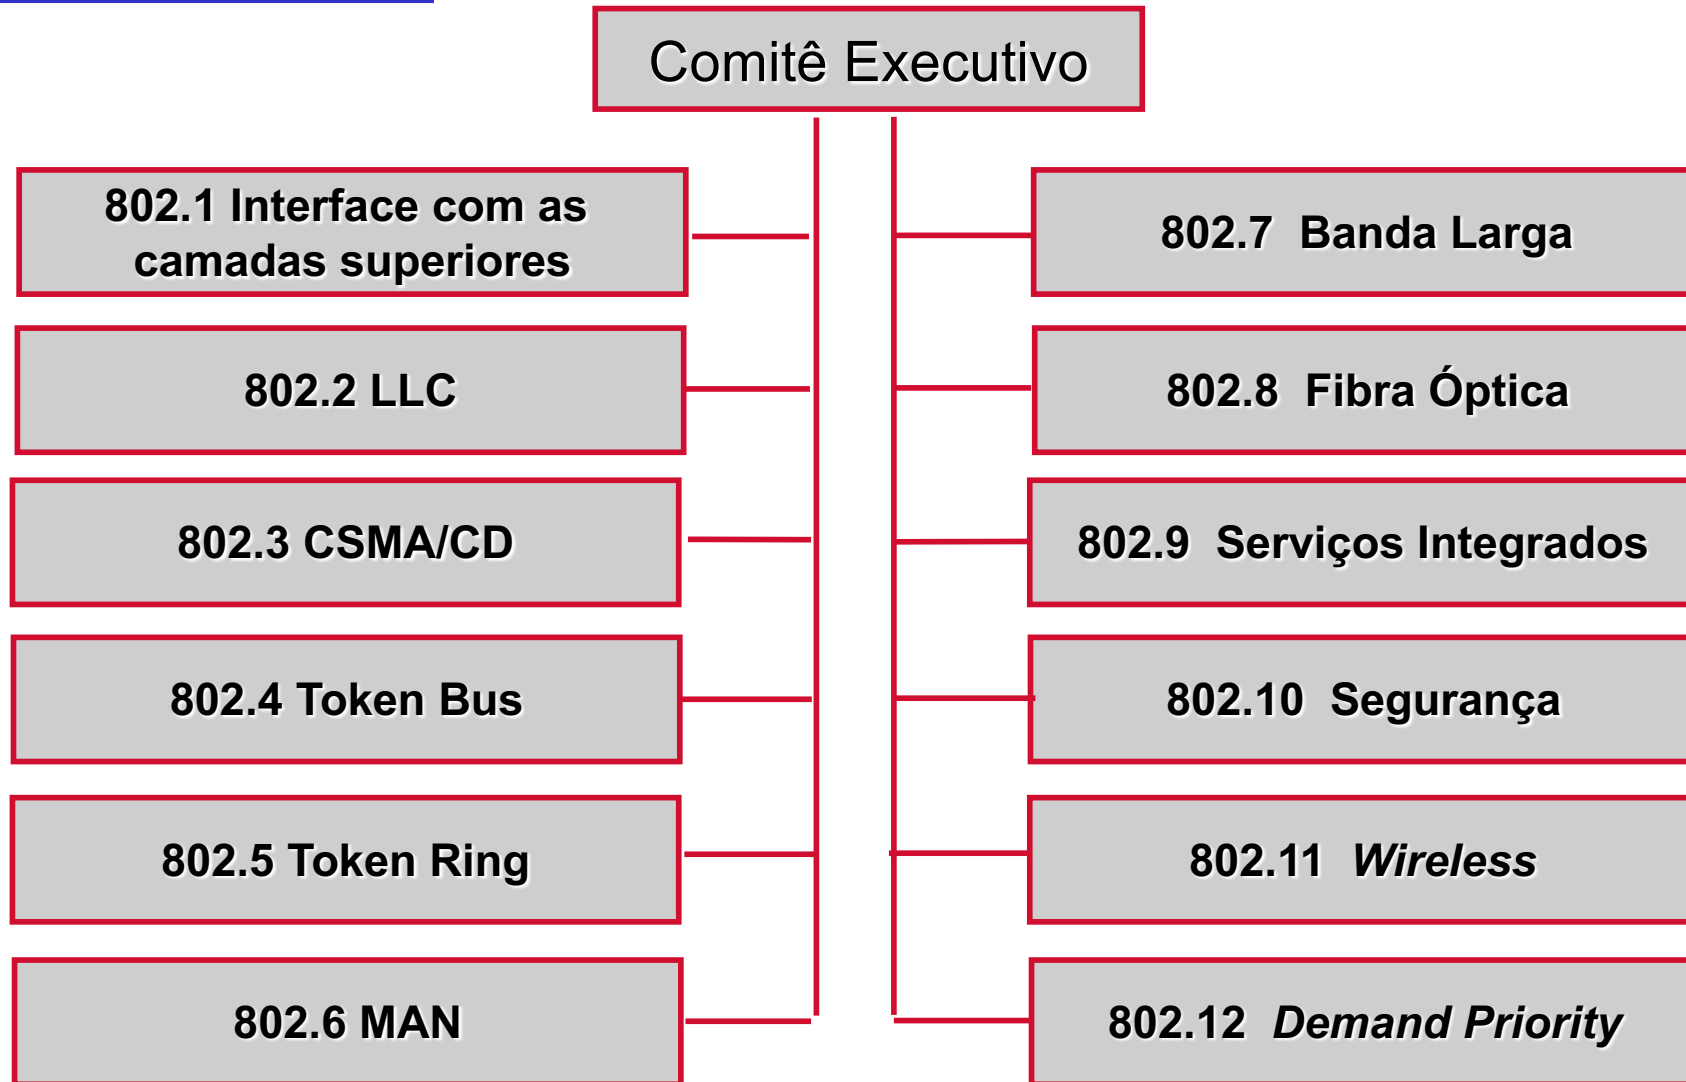 Comitê Executivo
802.1 Interface com as
camadas superiores
802.2 LLC
802.3 CSMA/CD
802.4 Token Bus
802.5 Token Ring
802.6 MAN
802.7 Banda Larga
802.8 Fibra Óptica
802.9 Serviços Integrados
802.10 Segurança
802.11 Wireless
802.12 Demand Priority